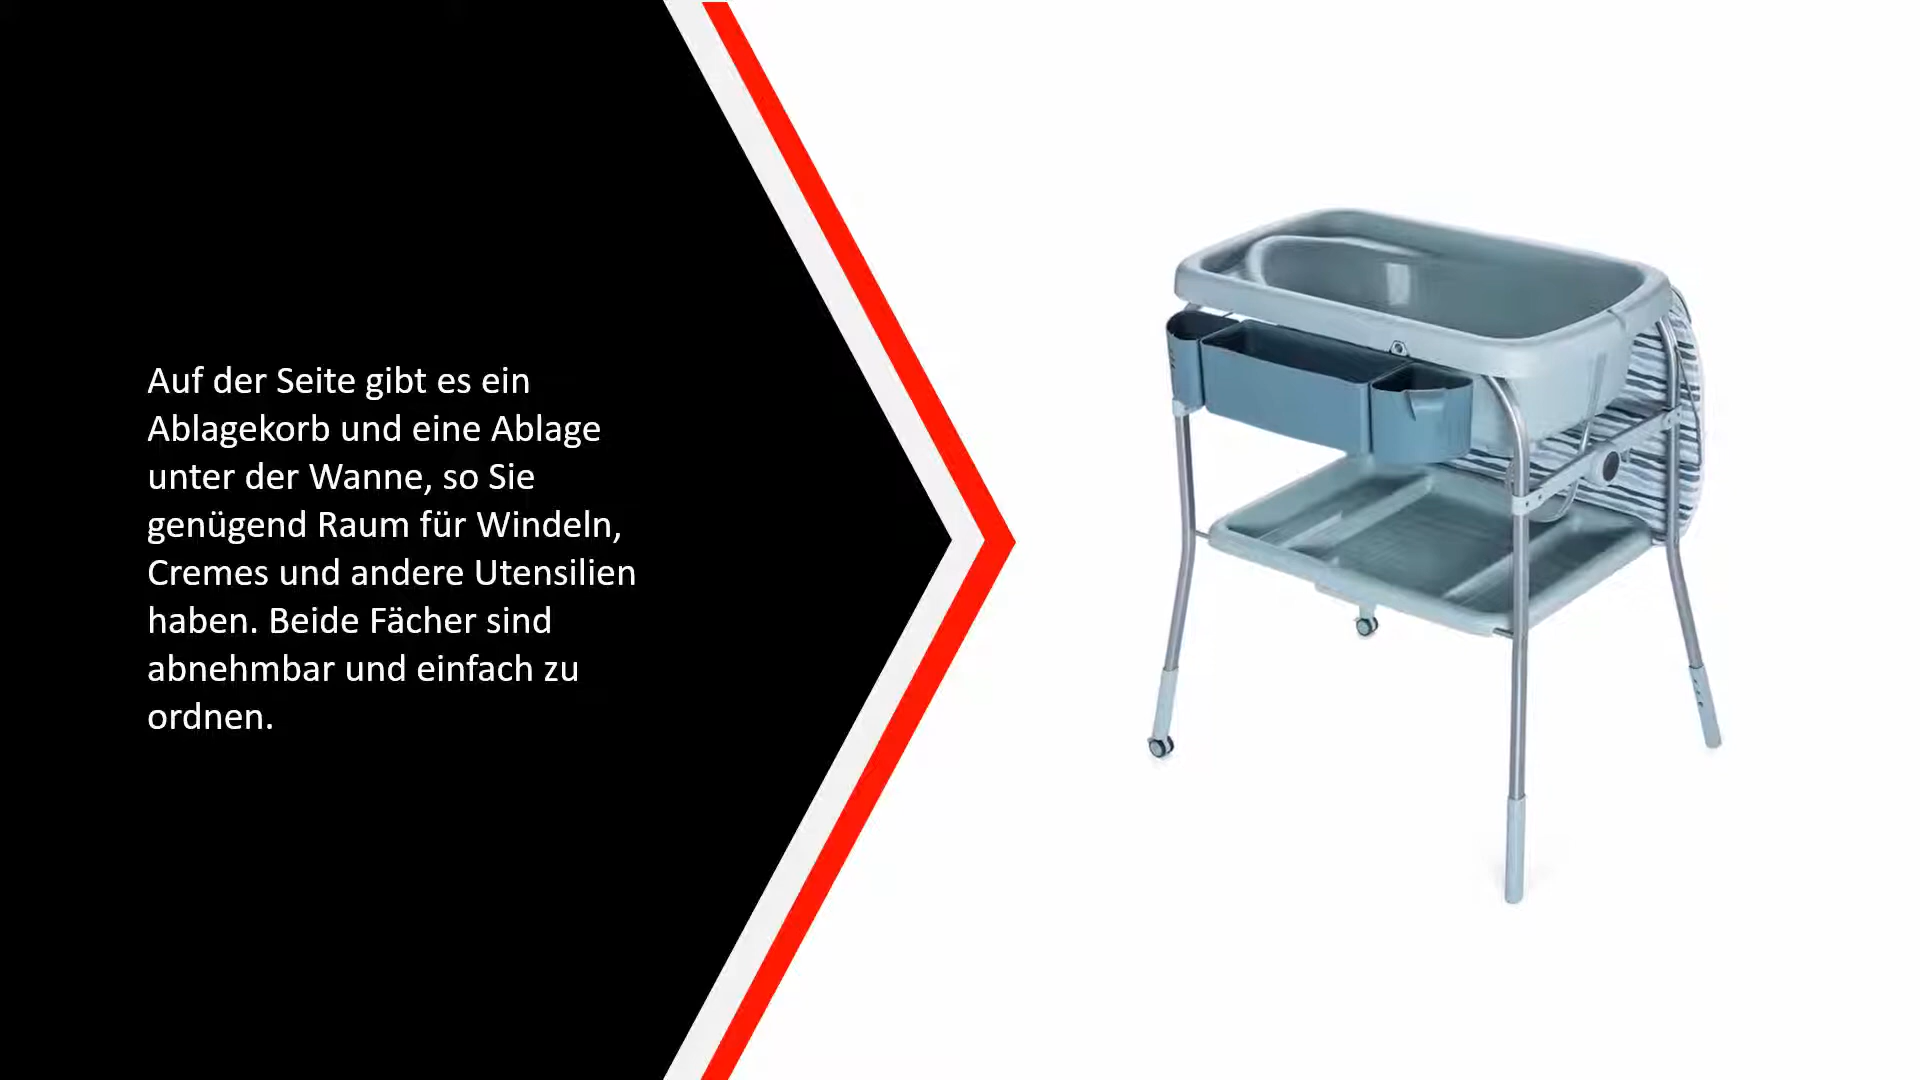 Auf der Seite gibt es ein
Ablagekorb und eine Ablage
unter der Wanne, so Sie
genügend Raum für Windeln,
Cremes und andere Utensilien
haben. Beide Fächer sind
abnehmbar und einfach zu
ordnen.